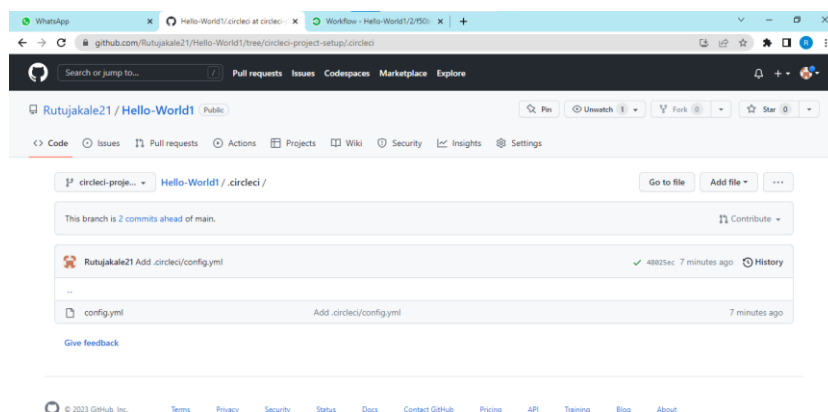 WhatsApp
Hello-World1/.circleci at circleci-p
Workflow - Hello-World1/2/f50b
github.com/Rutujakale21/Hello-World1/tree/circleci-project-setup/.circleci
R
Search or jump to... / Pull requests Issues Codespaces Marketplace Explore
Rutujakale21 / Hello-World1 Public Pin Unwatch 1 Fork 0 Star 0
<> Code Issues Pull requests Actions Projects Wiki Security Insights Settings
circleci-proje... Hello-World1 / .circleci / Go to file Add file ...
This branch is 2 commits ahead of main. Contribute
Rutujakale21 Add .circleci/config.yml 48025ec 7 minutes ago History
..
config.yml Add .circleci/config.yml 7 minutes ago
Give feedback
© 2023 GitHub, Inc. Terms Privacy Security Status Docs Contact GitHub Pricing API Training Blog About